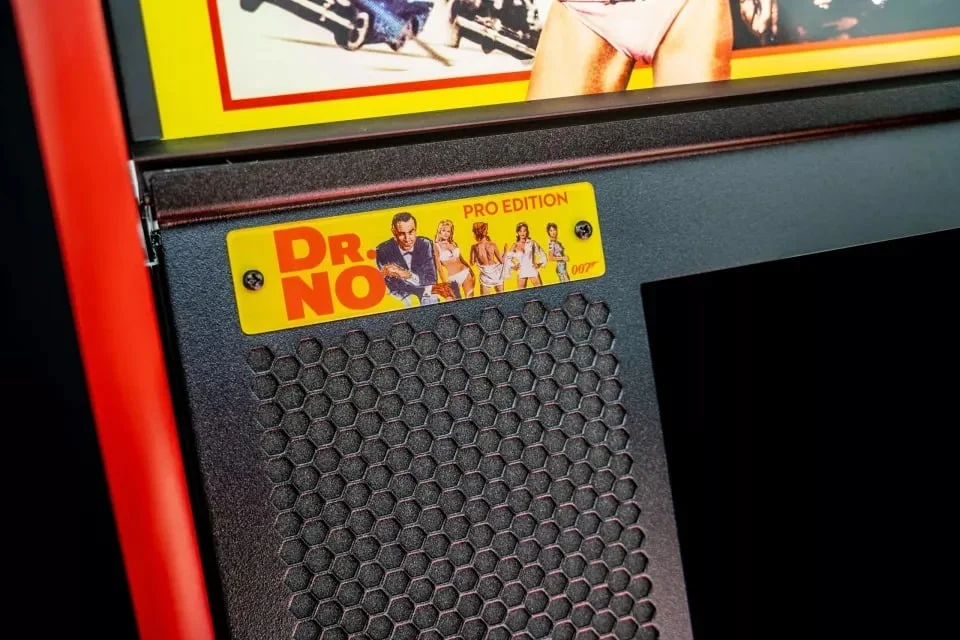 PRO EDITION
DR.
NO
007